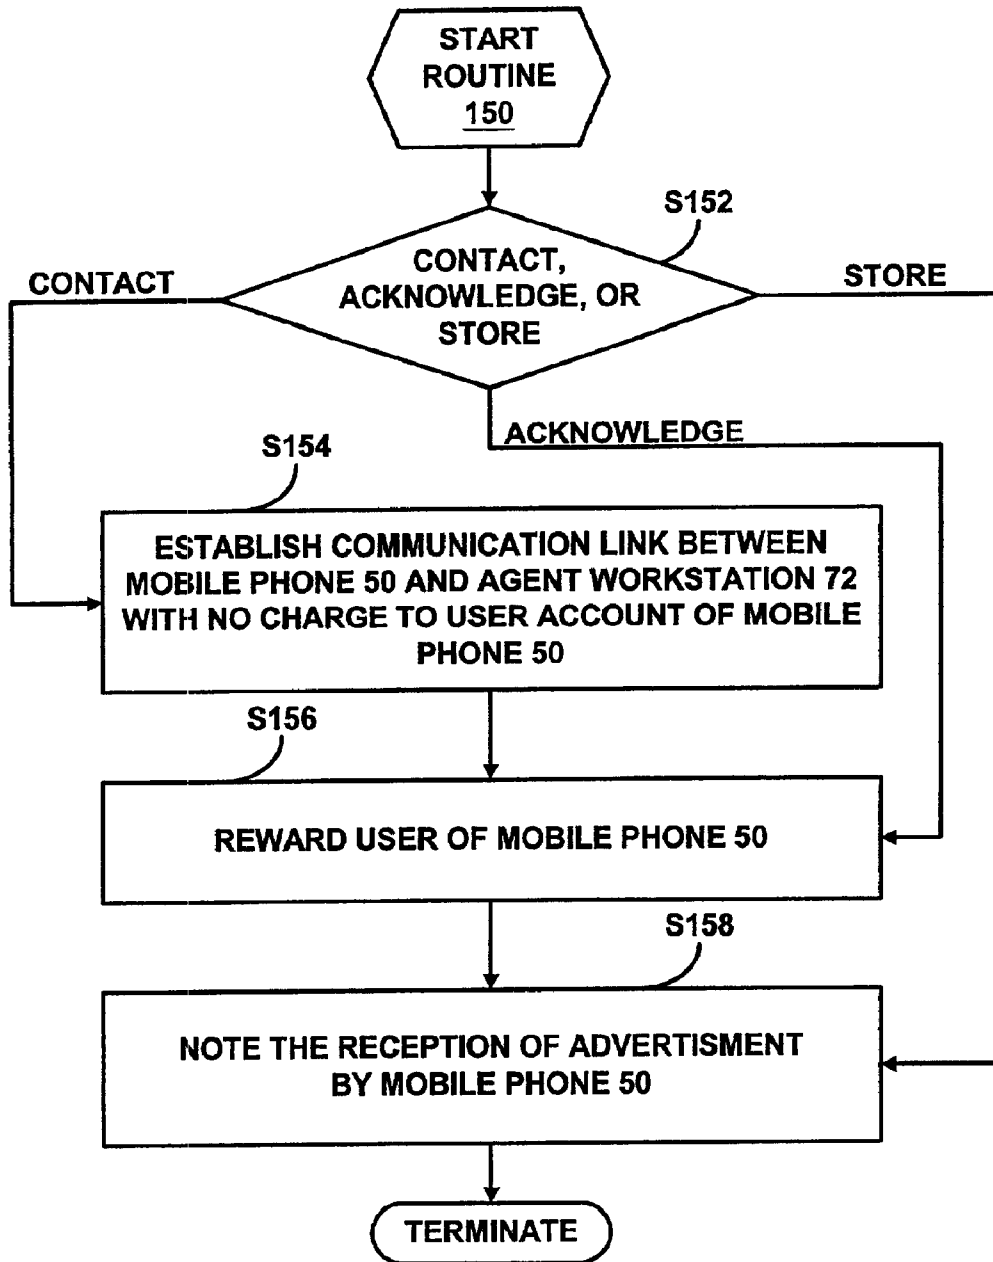 START
ROUTINE
150
S152
CONTACT
CONTACT,
ACKNOWLEDGE, OR
STORE
STORE
ACKNOWLEDGE
S154
ESTABLISH COMMUNICATION LINK BETWEEN
MOBILE PHONE 50 AND AGENT WORKSTATION 72
WITH NO CHARGE TO USER ACCOUNT OF MOBILE
PHONE 50
S156
REWARD USER OF MOBILE PHONE 50
S158
NOTE THE RECEPTION OF ADVERTISMENT
BY MOBILE PHONE 50
TERMINATE